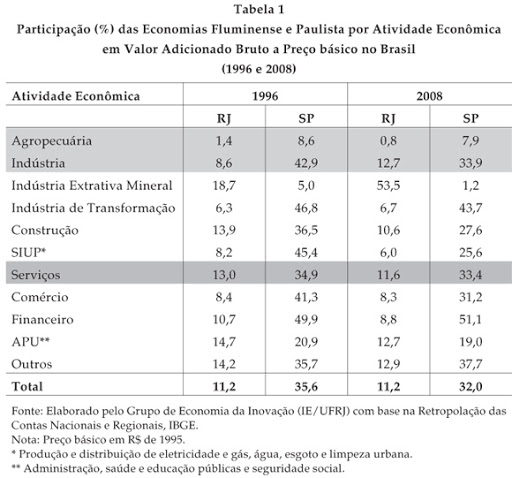 Tabela 1
Participação (%) das Economias Fluminense e Paulista por Atividade Econômica
em Valor Adicionado Bruto a Preço básico no Brasil
(1996 e 2008)
Atividade Econômica 1996 2008
RJ SP RJ SP
Agropecuária 1,4 8,6 0,8 7,9
Indústria 8,6 42,9 12,7 33,9
Indústria Extrativa Mineral 18,7 5,0 53,5 1,2
Indústria de Transformação 6,3 46,8 6,7 43,7
Construção 13,9 36,5 10,6 27,6
SIUP* 8,2 45,4 6,0 25,6
Serviços 13,0 34,9 11,6 33,4
Comércio 8,4 41,3 8,3 31,2
Financeiro 10,7 49,9 8,8 51,1
APU** 14,7 20,9 12,7 19,0
Outros 14,2 35,7 12,9 37,7
Total 11,2 35,6 11,2 32,0
Fonte: Elaborado pelo Grupo de Economia da Inovação (IE/UFRJ) com base na Retropolação das
Contas Nacionais e Regionais, IBGE.
Nota: Preço básico em R$ de 1995.
* Produção e distribuição de eletricidade e gás, água, esgoto e limpeza urbana.
** Administração, saúde e educação públicas e seguridade social.